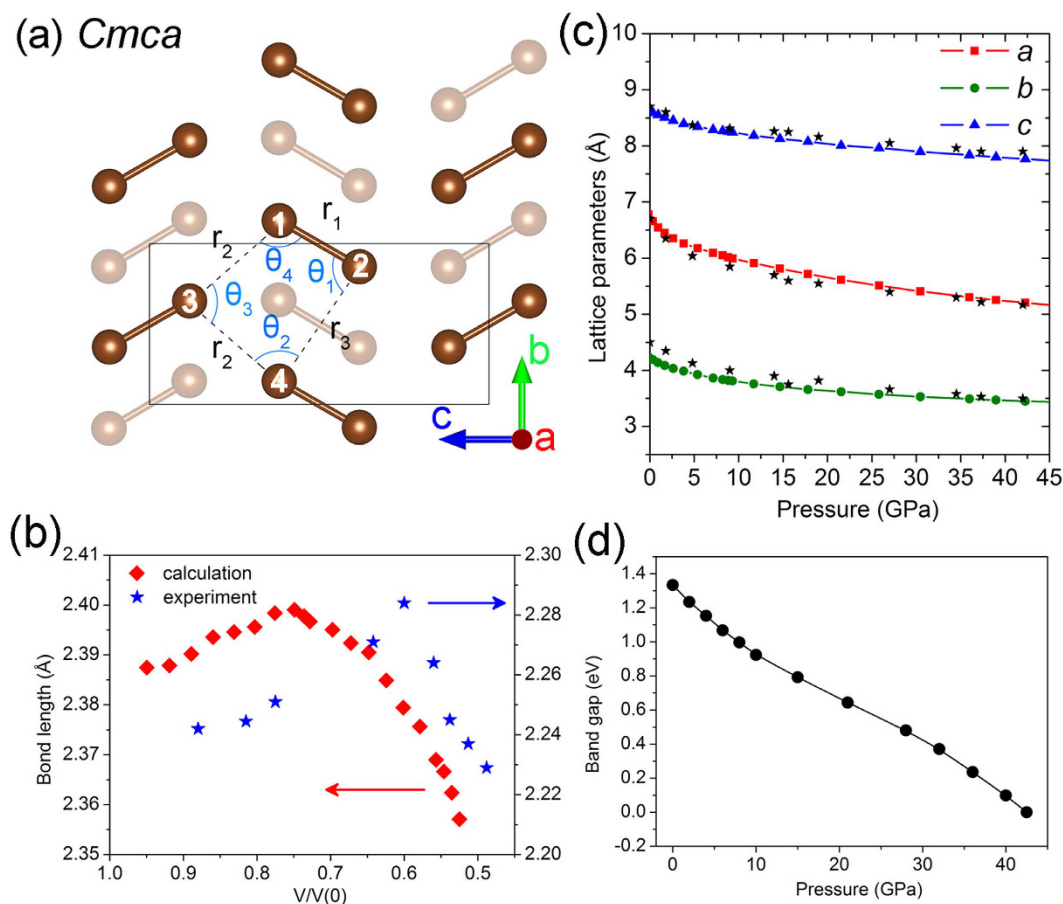 (a) Cmca
1
r₁
r₂
2
θ₄
θ₁
3
θ₃
θ₂
r₃
r₂
4
b
c
a
(c)
10
9
8
7
6
5
4
3
Lattice parameters (Å)
a
b
c
0 5 10 15 20 25 30 35 40 45
Pressure (GPa)
(b)
2.41
2.40
2.39
2.38
2.37
2.36
2.35
Bond length (Å)
calculation
experiment
2.30
2.28
2.26
2.24
2.22
2.20
1.0 0.9 0.8 0.7 0.6 0.5
V/V(0)
(d)
1.4
1.2
1.0
0.8
0.6
0.4
0.2
0.0
-0.2
Band gap (eV)
0 10 20 30 40
Pressure (GPa)